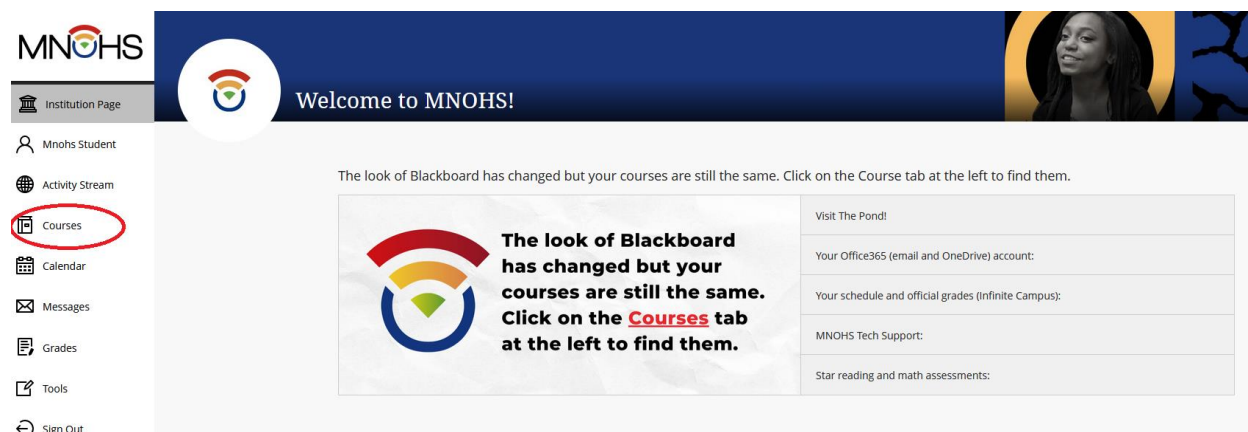 MNOHS
Institution Page
Mnohs Student
Activity Stream
Courses
Calendar
Messages
Grades
Tools
Sign Out
Welcome to MNOHS!
The look of Blackboard has changed but your courses are still the same. Click on the Course tab at the left to find them.
The look of Blackboard
has changed but your
courses are still the same.
Click on the Courses tab
at the left to find them.
Visit The Pond!
Your Office365 (email and OneDrive) account:
Your schedule and official grades (Infinite Campus):
MNOHS Tech Support:
Star reading and math assessments: